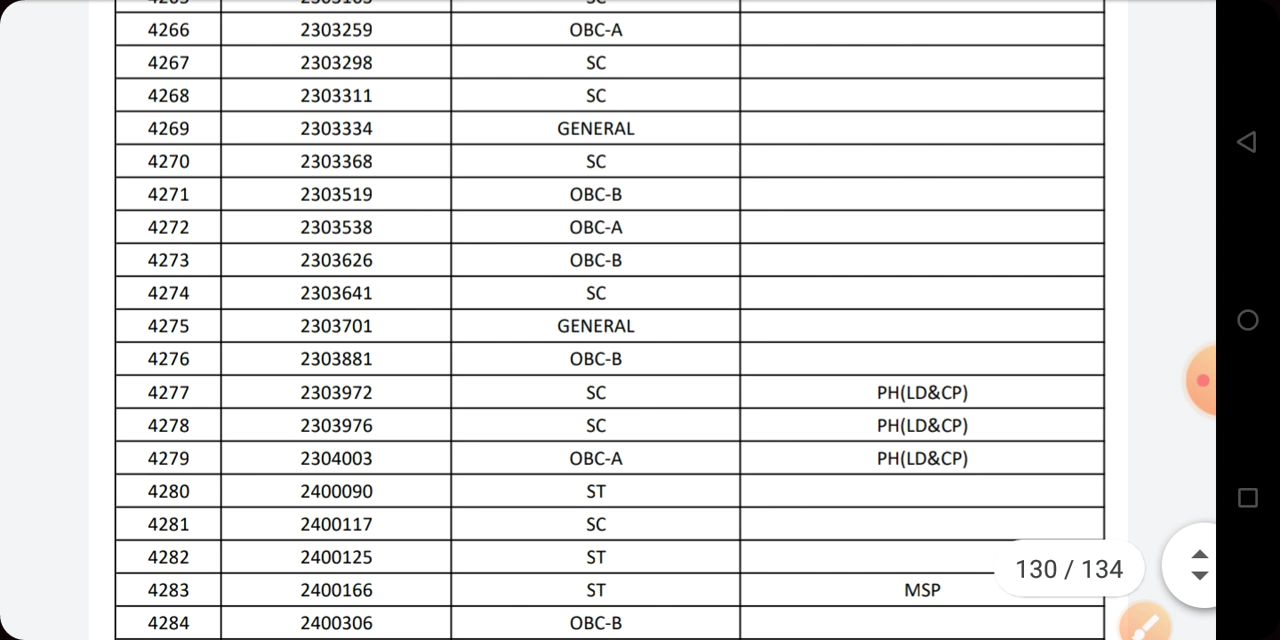 4266 2303259 OBC-A
4267 2303298 SC
4268 2303311 SC
4269 2303334 GENERAL
4270 2303368 SC
4271 2303519 OBC-B
4272 2303538 OBC-A
4273 2303626 OBC-B
4274 2303641 SC
4275 2303701 GENERAL
4276 2303881 OBC-B
4277 2303972 SC PH(LD&CP)
4278 2303976 SC PH(LD&CP)
4279 2304003 OBC-A PH(LD&CP)
4280 2400090 ST
4281 2400117 SC
4282 2400125 ST
130 / 134
4283 2400166 ST MSP
4284 2400306 OBC-B